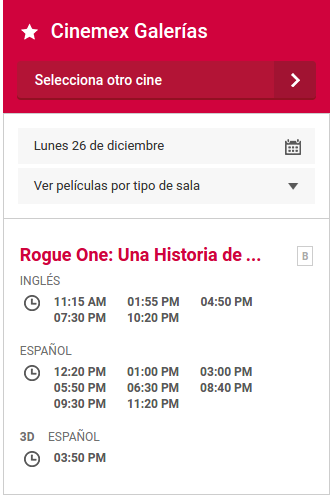 Cinemex Galerías
Selecciona otro cine
Lunes 26 de diciembre
Ver películas por tipo de sala
Rogue One: Una Historia de ... B
INGLÉS
11:15 AM 01:55 PM 04:50 PM
07:30 PM 10:20 PM
ESPAÑOL
12:20 PM 01:00 PM 03:00 PM
05:50 PM 06:30 PM 08:40 PM
09:30 PM 11:20 PM
3D ESPAÑOL
03:50 PM